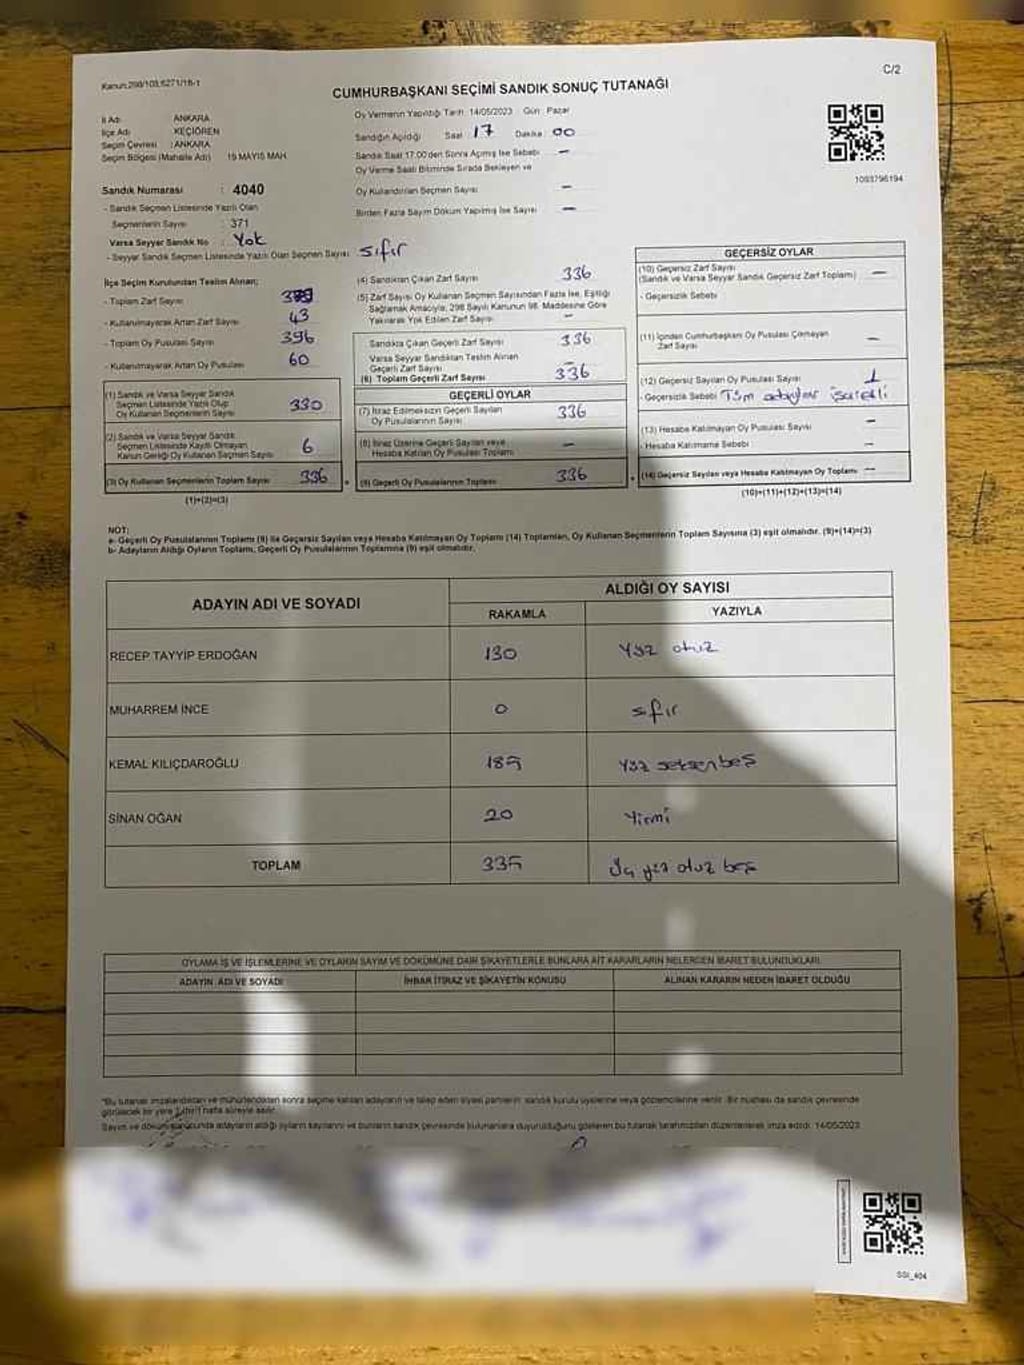 Kanun:298/103,6271/16-1
C/2
CUMHURBAŞKANI SEÇİMİ SANDIK SONUÇ TUTANAĞI
İl Adı : ANKARA
İlçe Adı : KEÇİÖREN
Seçim Çevresi : ANKARA
Seçim Bölgesi (Mahalle Adı) 19 MAYIS MAH.
Sandık Numarası : 4040
- Sandık Seçmen Listesinde Yazılı Olan
Seçmenlerin Sayısı : 371
Varsa Seyyar Sandık No : Yok
- Seyyar Sandık Seçmen Listesinde Yazılı Olan Seçmen Sayısı: sıfır
Oy Vermenin Yapıldığı Tarih 14/05/2023 Gün Pazar
Sandığın Açıldığı Saat 17 Dakika 00
Sandık Saat 17:00'den Sonra Açılmış İse Sebebi —
Oy Verme Saati Bitiminde Sırada Bekleyen ve
Oy Kullandırılan Seçmen Sayısı —
Birden Fazla Sayım Döküm Yapılmış İse Sayısı —
1093796194
İlçe Seçim Kurulundan Teslim Alınan;
- Toplam Zarf Sayısı
- Kullanılmayarak Artan Zarf Sayısı 43
- Toplam Oy Pusulası Sayısı 396
- Kullanılmayarak Artan Oy Pusulası 60
(1) Sandık ve Varsa Seyyar Sandık
Seçmen Listesinde Yazılı Olup
Oy Kullanan Seçmenlerin Sayısı 330
(2) Sandık ve Varsa Seyyar Sandık
Seçmen Listesinde Kayıtlı Olmayan
Kanun Gereği Oy Kullanan Seçmen Sayısı 6
(3) Oy Kullanan Seçmenlerin Toplam Sayısı 336
(1)+(2)=(3)
(4) Sandıktan Çıkan Zarf Sayısı 336
(5) Zarf Sayısı Oy Kullanan Seçmen Sayısından Fazla İse, Eşitliği
Sağlamak Amacıyla, 298 Sayılı Kanunun 98. Maddesine Göre
Yakılarak Yok Edilen Zarf Sayısı —
Sandıkta Çıkan Geçerli Zarf Sayısı 336
Varsa Seyyar Sandıktan Teslim Alınan
Geçerli Zarf Sayısı —
(6) Toplam Geçerli Zarf Sayısı 336
GEÇERLİ OYLAR
(7) İtiraz Edilmeksizin Geçerli Sayılan
Oy Pusulalarının Sayısı 336
(8) İtiraz Üzerine Geçerli Sayılan veya
Hesaba Katılan Oy Pusulası Toplamı —
(9) Geçerli Oy Pusulalarının Toplamı 336
GEÇERSİZ OYLAR
(10) Geçersiz Zarf Sayısı
(Sandık ve Varsa Seyyar Sandık Geçersiz Zarf Toplamı) —
- Geçersizlik Sebebi
(11) İçinden Cumhurbaşkanı Oy Pusulası Çıkmayan
Zarf Sayısı —
(12) Geçersiz Sayılan Oy Pusulası Sayısı 1
- Geçersizlik Sebebi Tüm adaylar işaretli
(13) Hesaba Katılmayan Oy Pusulası Sayısı —
- Hesaba Katılmama Sebebi —
(14) Geçersiz Sayılan veya Hesaba Katılmayan Oy Toplamı —
(10)+(11)+(12)+(13)=(14)
NOT:
a- Geçerli Oy Pusulalarının Toplamı (9) ile Geçersiz Sayılan veya Hesaba Katılmayan Oy Toplamı (14) Toplamları, Oy Kullanan Seçmenlerin Toplam Sayısına (3) eşit olmalıdır. (9)+(14)=(3)
b- Adayların Aldığı Oyların Toplamı, Geçerli Oy Pusulalarının Toplamına (9) eşit olmalıdır.
ADAYIN ADI VE SOYADI
ALDIĞI OY SAYISI
RAKAMLA YAZIYLA
RECEP TAYYİP ERDOĞAN 130 Yüz otuz
MUHARREM İNCE 0 sıfır
KEMAL KILIÇDAROĞLU 185 Yüz seksen beş
SİNAN OĞAN 20 Yirmi
TOPLAM 335 Üç yüz otuz beş
OYLAMA İŞ VE İŞLEMLERİNE VE OYLARIN SAYIM VE DÖKÜMÜNE DAİR ŞİKAYETLERLE BUNLARA AİT KARARLARIN NELERDEN İBARET BULUNDUKLARI
ADAYIN ADI VE SOYADI İHBAR İTİRAZ VE ŞİKAYETİN KONUSU ALINAN KARARIN NEDEN İBARET OLDUĞU
*Bu tutanak imzalandıktan ve mühürlendikten sonra seçime katılan adayların ve talep eden siyasi partilerin sandık kurulu üyelerine veya gözlemcilerine verilir. Bir nüshası da sandık çevresinde
görülecek bir yere 1 (bir) hafta süreyle asılır.
Sayım ve döküm sonucunda adayların aldığı oyların sayılarını ve bunların sandık çevresinde bulunanlara duyurulduğunu gösteren bu tutanak tarafımızdan düzenlenerek imza edildi. 14/05/2023
SSI_404